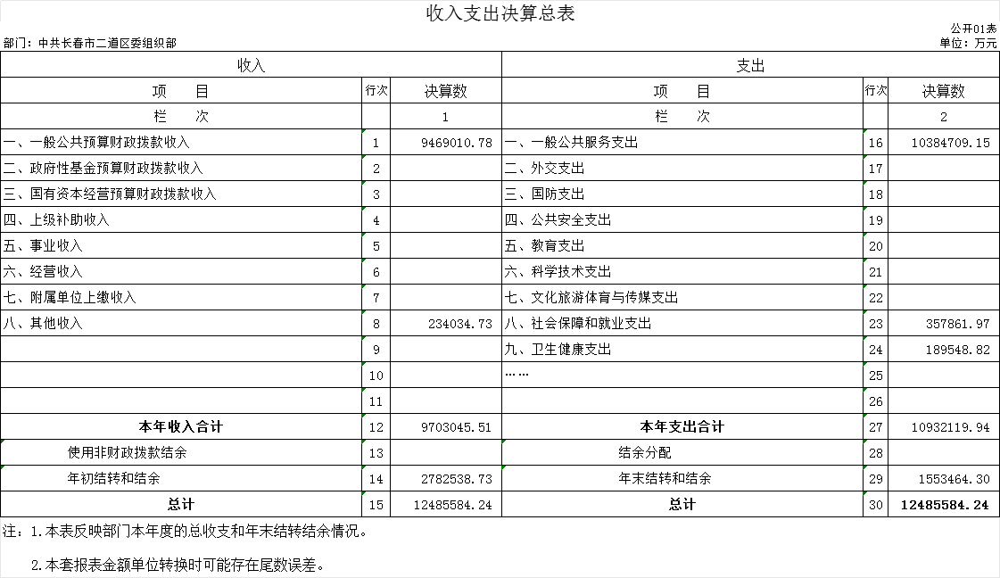 收入支出决算总表
公开01表
部门：中共长春市二道区委组织部 单位：万元
收入 支出
项 目 行次 决算数 项 目 行次 决算数
栏 次 1 栏 次 2
一、一般公共预算财政拨款收入 1 9469010.78 一、一般公共服务支出 16 10384709.15
二、政府性基金预算财政拨款收入 2 二、外交支出 17
三、国有资本经营预算财政拨款收入 3 三、国防支出 18
四、上级补助收入 4 四、公共安全支出 19
五、事业收入 5 五、教育支出 20
六、经营收入 6 六、科学技术支出 21
七、附属单位上缴收入 7 七、文化旅游体育与传媒支出 22
八、其他收入 8 234034.73 八、社会保障和就业支出 23 357861.97
9 九、卫生健康支出 24 189548.82
10 …… 25
11 26
本年收入合计 12 9703045.51 本年支出合计 27 10932119.94
使用非财政拨款结余 13 结余分配 28
年初结转和结余 14 2782538.73 年末结转和结余 29 1553464.30
总计 15 12485584.24 总计 30 12485584.24
注：1.本表反映部门本年度的总收支和年末结转结余情况。
2.本套报表金额单位转换时可能存在尾数误差。